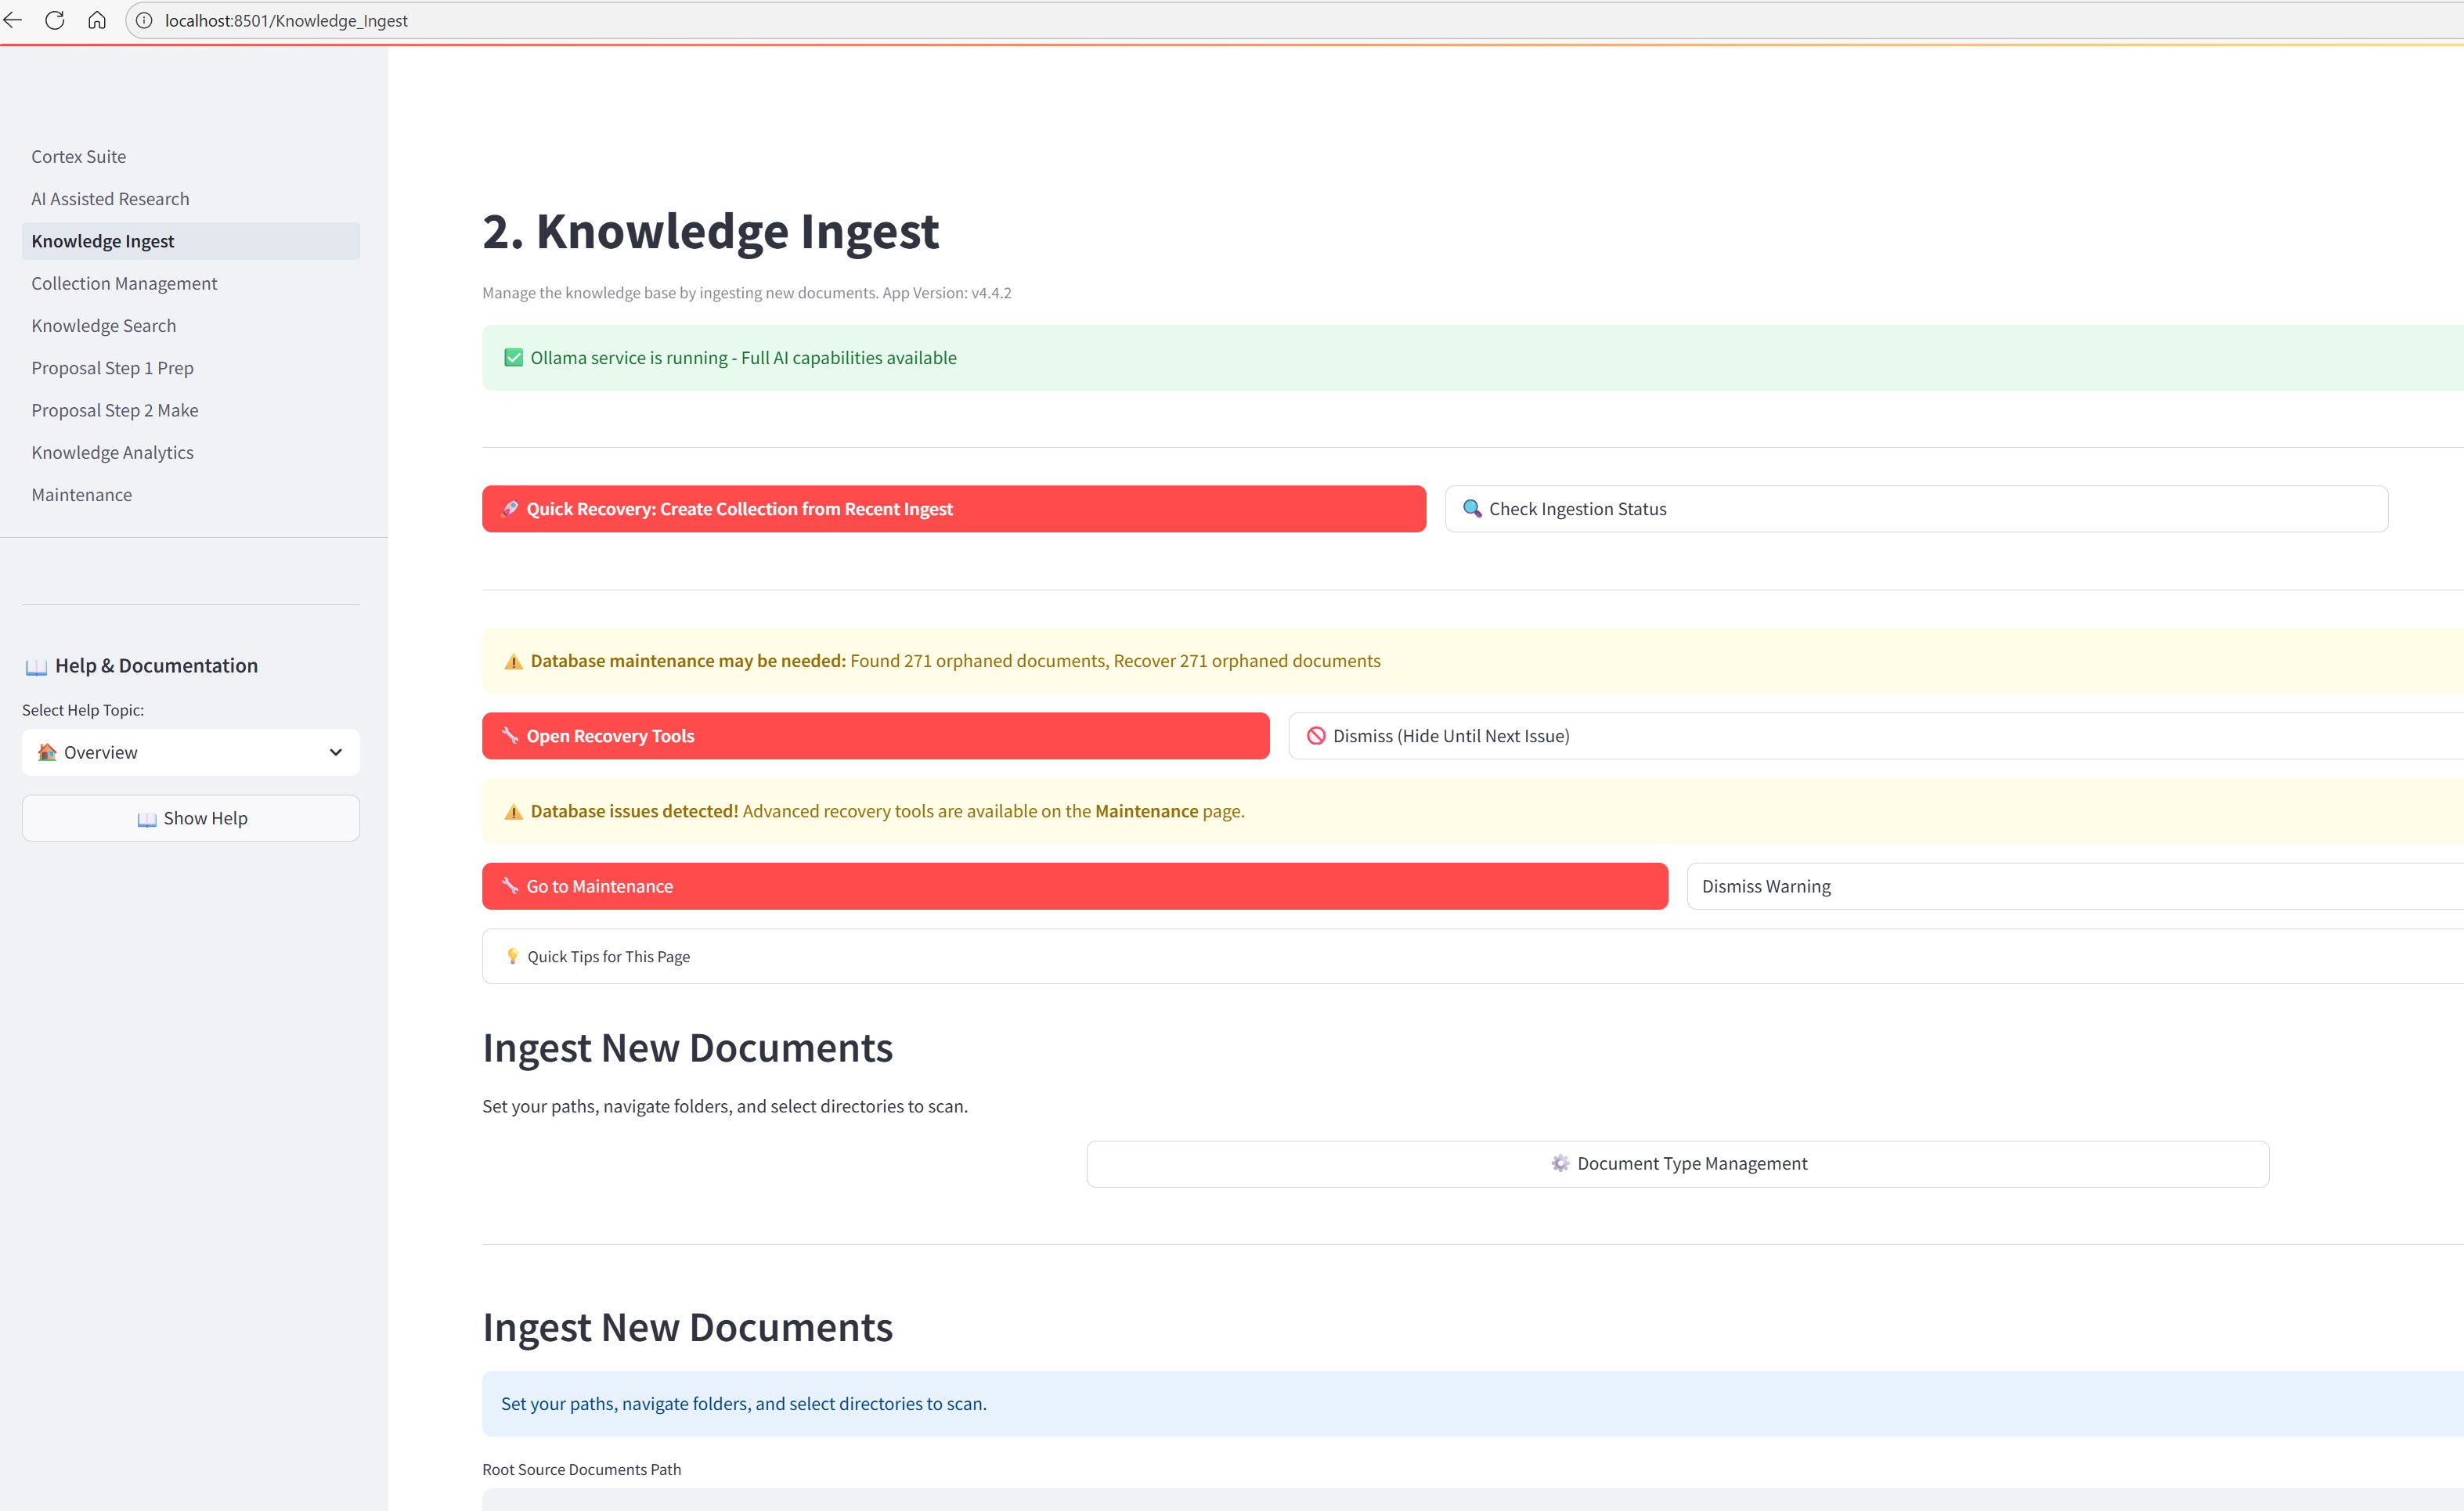 localhost:8501/Knowledge_Ingest
Cortex Suite
AI Assisted Research
Knowledge Ingest
Collection Management
Knowledge Search
Proposal Step 1 Prep
Proposal Step 2 Make
Knowledge Analytics
Maintenance
📖 Help & Documentation
Select Help Topic:
🏠 Overview
📖 Show Help
2. Knowledge Ingest
Manage the knowledge base by ingesting new documents. App Version: v4.4.2
✅ Ollama service is running - Full AI capabilities available
🚀 Quick Recovery: Create Collection from Recent Ingest
🔍 Check Ingestion Status
⚠️ Database maintenance may be needed: Found 271 orphaned documents, Recover 271 orphaned documents
🔧 Open Recovery Tools
🚫 Dismiss (Hide Until Next Issue)
⚠️ Database issues detected! Advanced recovery tools are available on the Maintenance page.
🔧 Go to Maintenance
Dismiss Warning
💡 Quick Tips for This Page
Ingest New Documents
Set your paths, navigate folders, and select directories to scan.
⚙️ Document Type Management
Ingest New Documents
Set your paths, navigate folders, and select directories to scan.
Root Source Documents Path